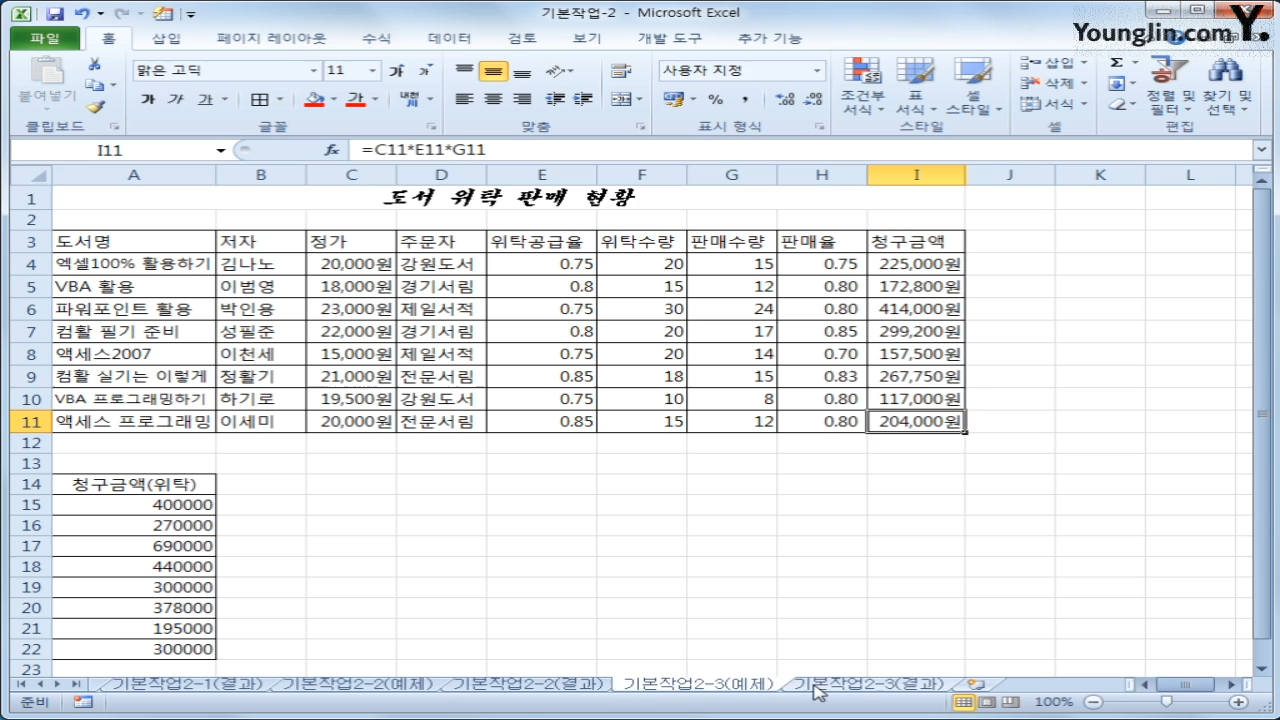 기본작업-2 - Microsoft Excel
Y.
Younglin.com
파일 홈 삽입 페이지 레이아웃 수식 데이터 검토 보기 개발 도구 추가 기능
붙여넣기
클립보드
맑은 고딕 11
가 가 가 가 가 가
내천
글꼴
맞춤
사용자 지정
% ,
표시 형식
조건부 서식 표 서식 셀 스타일
스타일
삽입
삭제
서식
셀
Σ
정렬 및 필터 찾기 및 선택
편집
I11 fx =C11*E11*G11
A B C D E F G H I J K L
1 도서 위탁 판매 현황
2
3 도서명 저자 정가 주문자 위탁공급율 위탁수량 판매수량 판매율 청구금액
4 엑셀100% 활용하기 김나노 20,000원 강원도서 0.75 20 15 0.75 225,000원
5 VBA 활용 이범영 18,000원 경기서림 0.8 15 12 0.80 172,800원
6 파워포인트 활용 박인용 23,000원 제일서적 0.75 30 24 0.80 414,000원
7 컴활 필기 준비 성필준 22,000원 경기서림 0.8 20 17 0.85 299,200원
8 액세스2007 이천세 15,000원 제일서적 0.75 20 14 0.70 157,500원
9 컴활 실기는 이렇게 정활기 21,000원 전문서림 0.85 18 15 0.83 267,750원
10 VBA 프로그래밍하기 하기로 19,500원 강원도서 0.75 10 8 0.80 117,000원
11 액세스 프로그래밍 이세미 20,000원 전문서림 0.85 15 12 0.80 204,000원
12
13
14 청구금액(위탁)
15 400000
16 270000
17 690000
18 440000
19 300000
20 378000
21 195000
22 300000
23
기본작업2-1(결과) 기본작업2-2(예제) 기본작업2-2(결과) 기본작업2-3(예제) 기본작업2-3(결과)
준비 100%